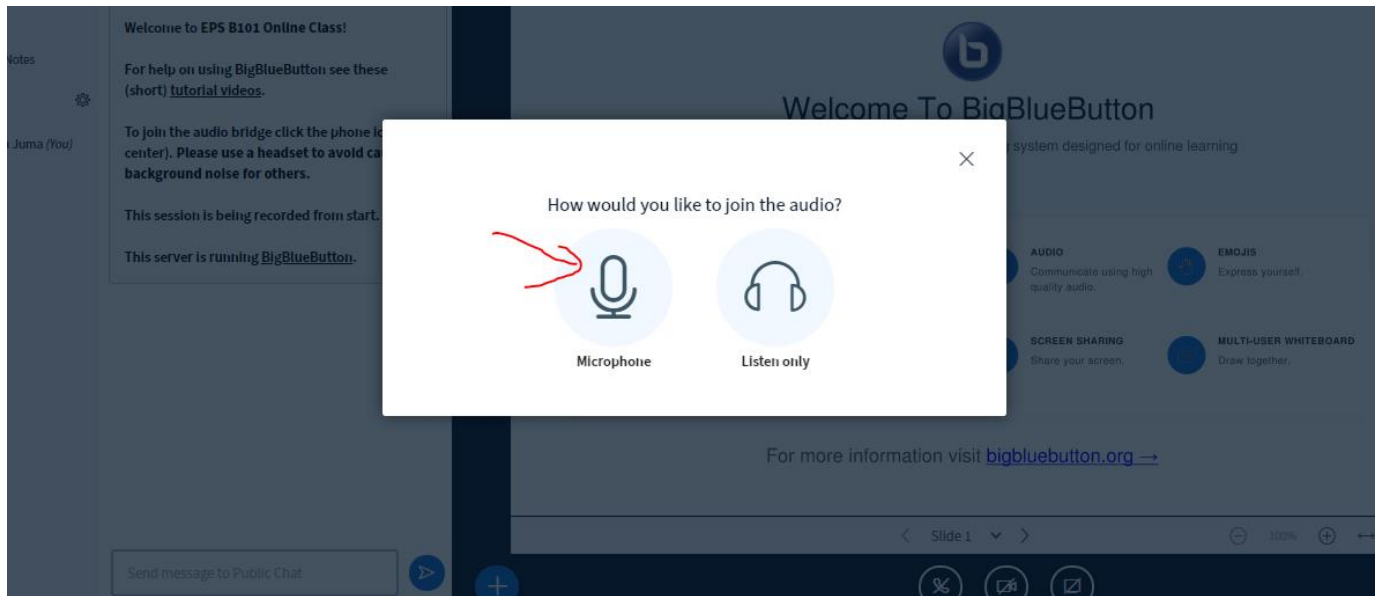 Welcome to EPS B101 Online Class!
Notes
For help on using BigBlueButton see these
(short) tutorial videos.
To join the audio bridge click the phone
Juma (You)
center). Please use a headset to avoid
background noise for others.
This session is being recorded from start.
This server is running BigBlueButton.
Send message to Public Chat
How would you like to join the audio?
Microphone
Listen only
Welcome To BigBlueButton
system designed for online learning
AUDIO
Communicate using high
quality audio.
EMOJIS
Express yourself.
SCREEN SHARING
Share your screen.
MULTI-USER WHITEBOARD
Draw together.
For more information visit bigbluebutton.org →
Slide 1
100%